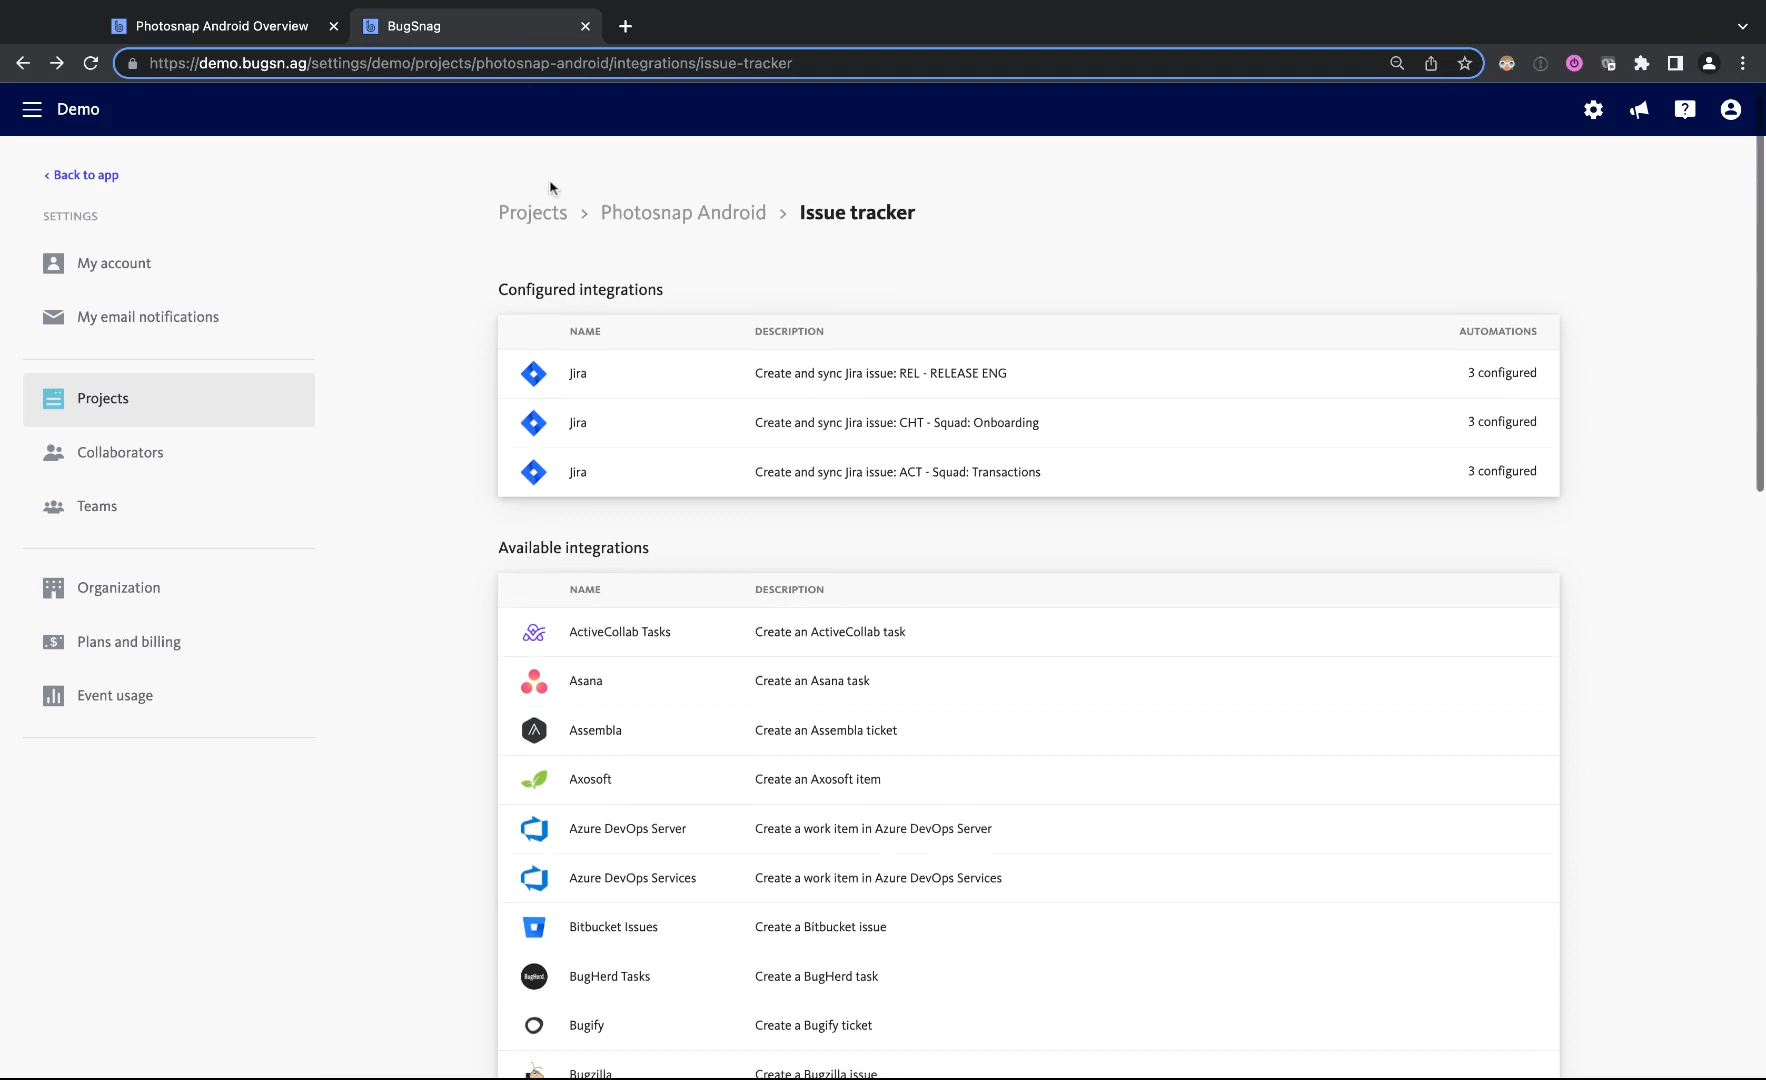 Photosnap Android Overview
BugSnag
https://demo.bugsn.ag/settings/demo/projects/photosnap-android/integrations/issue-tracker
Demo
‹ Back to app
SETTINGS
My account
My email notifications
Projects
Collaborators
Teams
Organization
Plans and billing
Event usage
Projects > Photosnap Android > Issue tracker
Configured integrations
NAME DESCRIPTION AUTOMATIONS
Jira Create and sync Jira issue: REL - RELEASE ENG 3 configured
Jira Create and sync Jira issue: CHT - Squad: Onboarding 3 configured
Jira Create and sync Jira issue: ACT - Squad: Transactions 3 configured
Available integrations
NAME DESCRIPTION
ActiveCollab Tasks Create an ActiveCollab task
Asana Create an Asana task
Assembla Create an Assembla ticket
Axosoft Create an Axosoft item
Azure DevOps Server Create a work item in Azure DevOps Server
Azure DevOps Services Create a work item in Azure DevOps Services
Bitbucket Issues Create a Bitbucket issue
BugHerd BugHerd Tasks Create a BugHerd task
Bugify Create a Bugify ticket
Bugzilla Create a Bugzilla issue